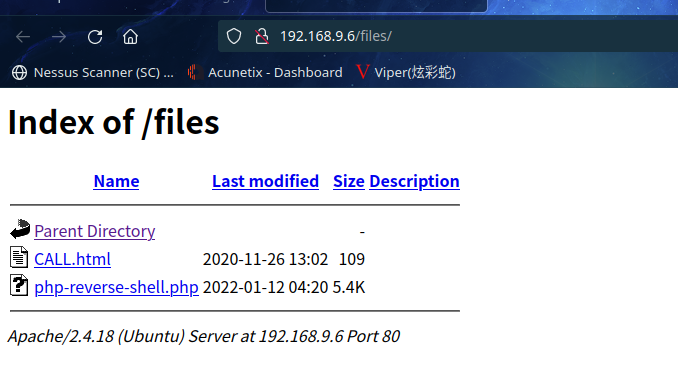 192.168.9.6/files/
Nessus Scanner (SC) ... Acunetix - Dashboard Viper(炫彩蛇)
Index of /files
Name Last modified Size Description
Parent Directory -
CALL.html 2020-11-26 13:02 109
php-reverse-shell.php 2022-01-12 04:20 5.4K
Apache/2.4.18 (Ubuntu) Server at 192.168.9.6 Port 80